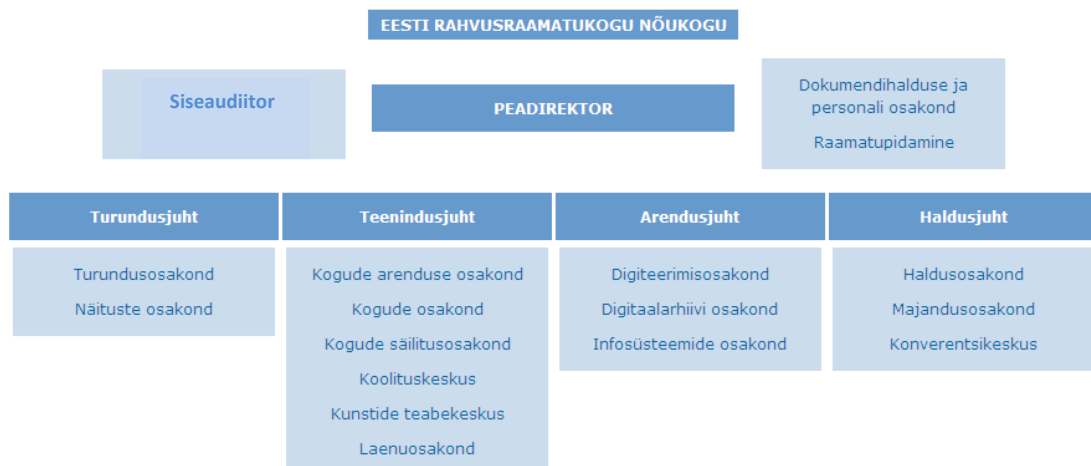 EESTI RAHVUSRAAMATUKOGU NÕUKOGU
Siseaudiitor
PEADIREKTOR
Dokumendihalduse ja
personali osakond
Raamatupidamine
Turundusjuht
Turundusosakond
Näituste osakond
Teenindusjuht
Kogude arenduse osakond
Kogude osakond
Kogude säilitusosakond
Koolituskeskus
Kunstide teabekeskus
Laenuosakond
Arendusjuht
Digiteerimisosakond
Digitaalarhiivi osakond
Infosüsteemide osakond
Haldusjuht
Haldusosakond
Majandusosakond
Konverentsikeskus